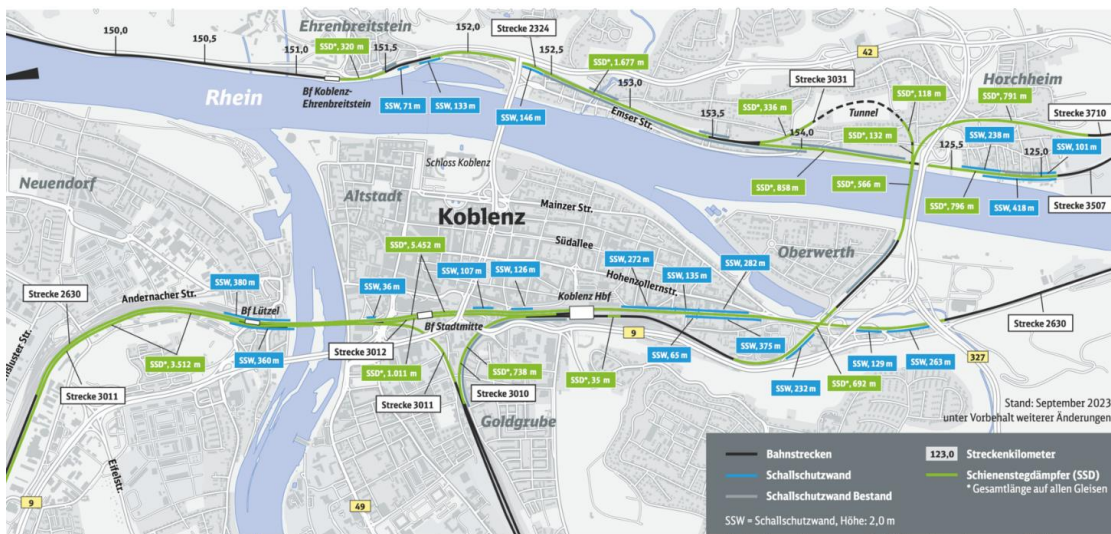 150,0
150,5
151,0
Ehrenbreitstein
SSD*, 320 m
151,5
152,0
Strecke 2324
152,5
SSD*, 1.677 m
153,0
153,5
42
Strecke 3031
SSD*, 336 m
SSD*, 118 m
Horchheim
SSD*, 791 m
Strecke 3710
Rhein
Bf Koblenz-
Ehrenbreitstein
SSW, 71 m
SSW, 133 m
SSW, 146 m
Emser Str.
Tunnel
154,0
SSD*, 132 m
125,5
SSW, 238 m
125,0
SSW, 101 m
SSD*, 858 m
SSD*, 566 m
SSD*, 796 m
SSW, 418 m
Strecke 3507
Neuendorf
Altstadt
Schloss Koblenz
Koblenz
Mainzer Str.
Südallee
Hohenzollernstr.
Oberwerth
SSD*, 5.452 m
SSW, 107 m
SSW, 126 m
SSW, 272 m
SSW, 135 m
SSW, 282 m
Strecke 2630
Andernacher Str.
SSW, 380 m
Bf Lützel
SSW, 36 m
Koblenz Hbf
Bf Stadtmitte
9
Strecke 2630
327
SSD*, 3.512 m
SSW, 360 m
Strecke 3012
SSD*, 1.011 m
SSD*, 738 m
SSD*, 35 m
SSW, 65 m
SSW, 375 m
SSW, 232 m
SSD*, 692 m
SSW, 129 m
SSW, 263 m
Strecke 3011
Strecke 3011
Strecke 3010
Goldgrube
Eifelstr.
9
49
Stand: September 2023
unter Vorbehalt weiterer Änderungen
Bahnstrecken
Schallschutzwand
Schallschutzwand Bestand
SSW = Schallschutzwand, Höhe: 2,0 m
123,0 Streckenkilometer
Schienenstegdämpfer (SSD)
* Gesamtlänge auf allen Gleisen